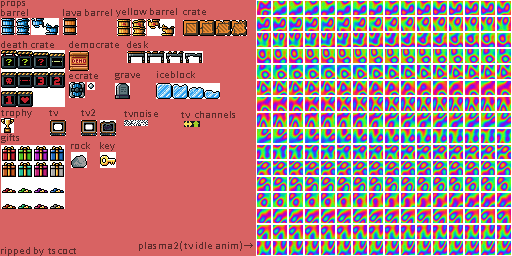 props
barrel lava barrel yellow barrel crate
death crate democrate desk
ecrate grave iceblock
trophy tv tv2 tvnoise tv channels
gifts
rock key
plasma2(tv idle anim)→
ripped by tscoct